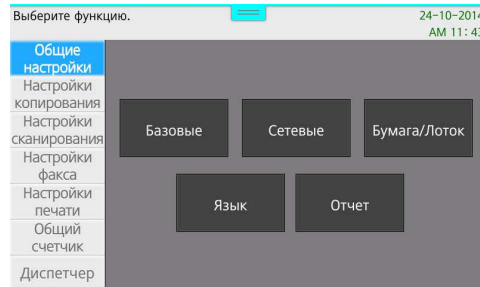 Выберите функцию.
24-10-2014
AM 11:43
Общие
настройки
Настройки
копирования
Настройки
сканирования
Настройки
факса
Настройки
печати
Общий
счетчик
Диспетчер
Базовые
Сетевые
Бумага/Лоток
Язык
Отчет